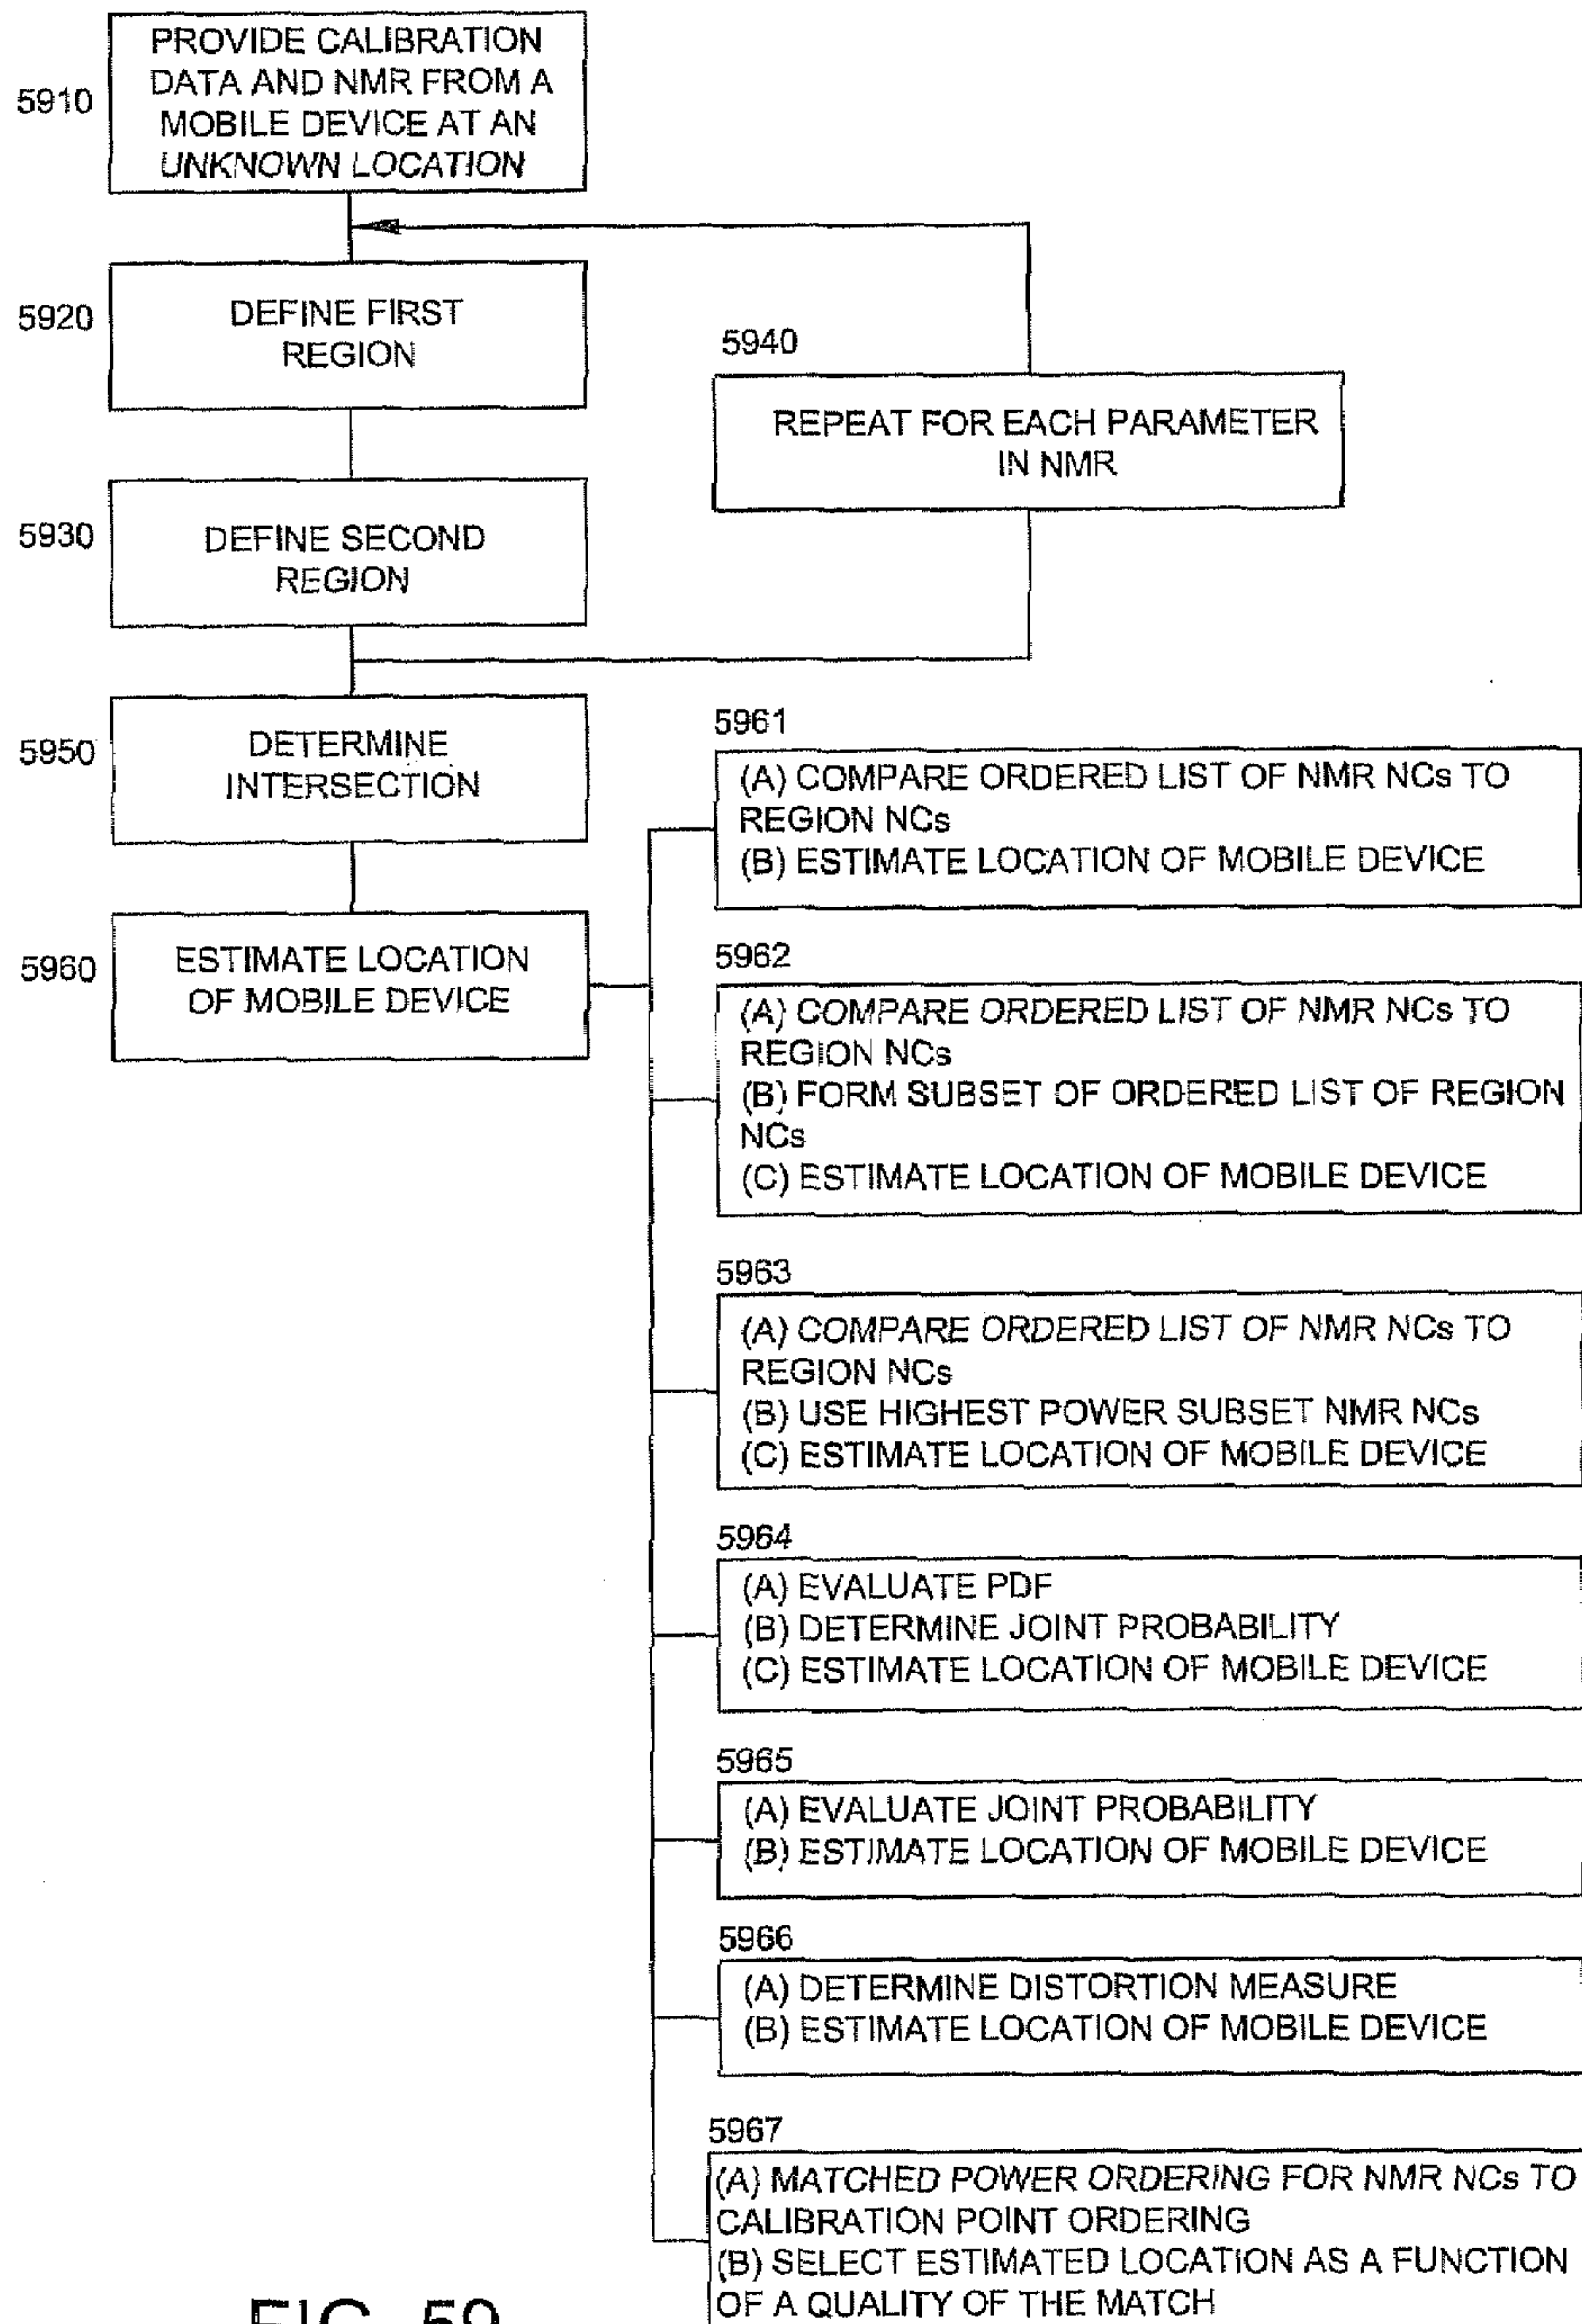 5910
PROVIDE CALIBRATION
DATA AND NMR FROM A
MOBILE DEVICE AT AN
UNKNOWN LOCATION
5920
DEFINE FIRST
REGION
5930
DEFINE SECOND
REGION
5940
REPEAT FOR EACH PARAMETER
IN NMR
5950
DETERMINE
INTERSECTION
5960
ESTIMATE LOCATION
OF MOBILE DEVICE
5961
(A) COMPARE ORDERED LIST OF NMR NCs TO
REGION NCs
(B) ESTIMATE LOCATION OF MOBILE DEVICE
5962
(A) COMPARE ORDERED LIST OF NMR NCs TO
REGION NCs
(B) FORM SUBSET OF ORDERED LIST OF REGION
NCs
(C) ESTIMATE LOCATION OF MOBILE DEVICE
5963
(A) COMPARE ORDERED LIST OF NMR NCs TO
REGION NCs
(B) USE HIGHEST POWER SUBSET NMR NCs
(C) ESTIMATE LOCATION OF MOBILE DEVICE
5964
(A) EVALUATE PDF
(B) DETERMINE JOINT PROBABILITY
(C) ESTIMATE LOCATION OF MOBILE DEVICE
5965
(A) EVALUATE JOINT PROBABILITY
(B) ESTIMATE LOCATION OF MOBILE DEVICE
5966
(A) DETERMINE DISTORTION MEASURE
(B) ESTIMATE LOCATION OF MOBILE DEVICE
5967
(A) MATCHED POWER ORDERING FOR NMR NCs TO
CALIBRATION POINT ORDERING
(B) SELECT ESTIMATED LOCATION AS A FUNCTION
OF A QUALITY OF THE MATCH
FIG. 59